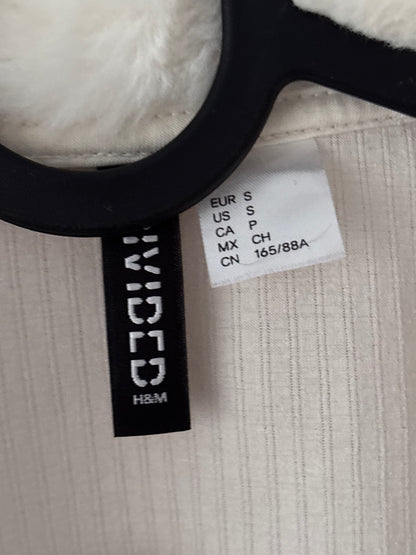 EUR S
US S
CA P
MX CH
CN 165/88A
IVIDED
H&M